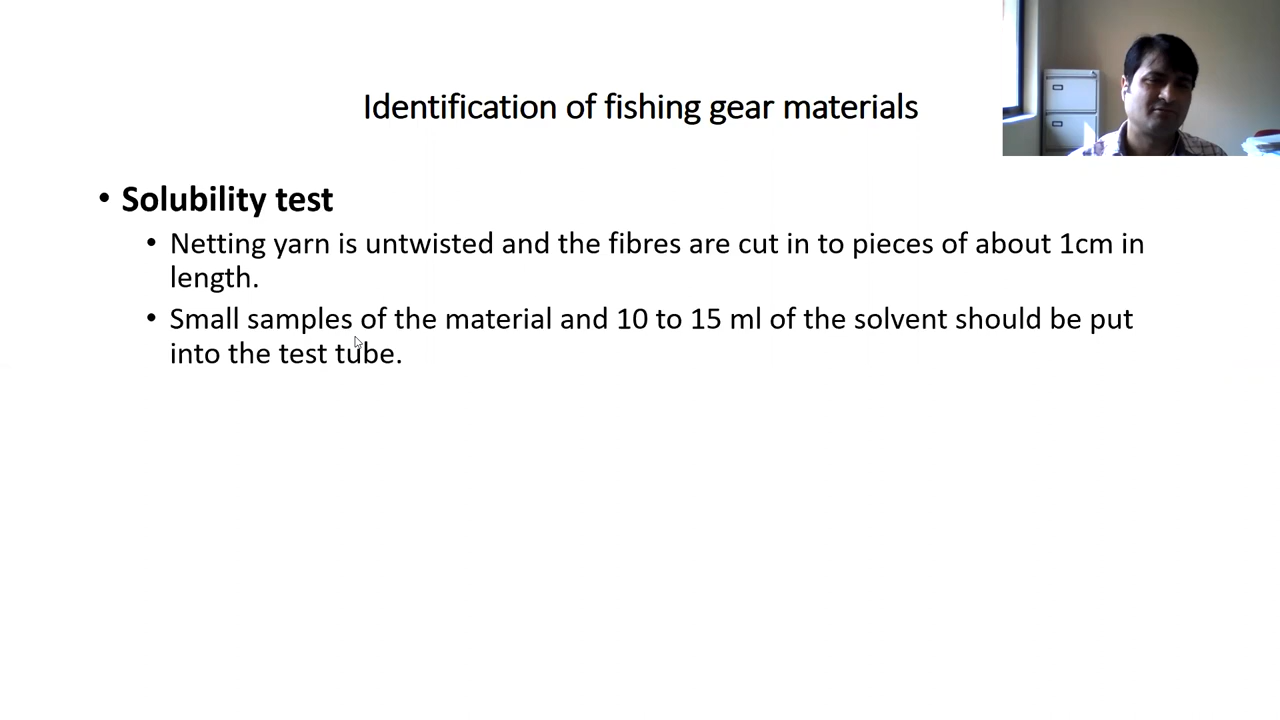 Identification of fishing gear materials
• Solubility test
• Netting yarn is untwisted and the fibres are cut in to pieces of about 1cm in
length.
• Small samples of the material and 10 to 15 ml of the solvent should be put
into the test tube.